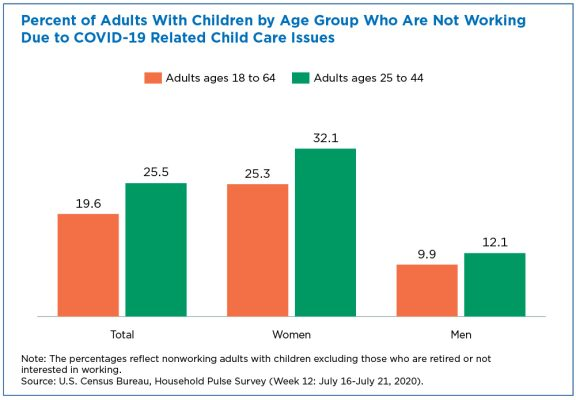 Percent of Adults With Children by Age Group Who Are Not Working
Due to COVID-19 Related Child Care Issues
Adults ages 18 to 64
Adults ages 25 to 44
19.6
25.5
25.3
32.1
9.9
12.1
Total
Women
Men
Note: The percentages reflect nonworking adults with children excluding those who are retired or not
interested in working.
Source: U.S. Census Bureau, Household Pulse Survey (Week 12: July 16-July 21, 2020).